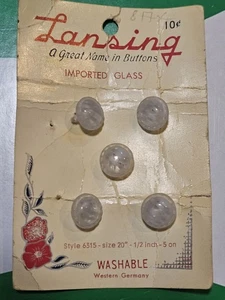 10¢
Lansing
A Great Name in Buttons
IMPORTED GLASS
Style 6315 - size 20" - 1/2 inch - 5 on
WASHABLE
Western Germany